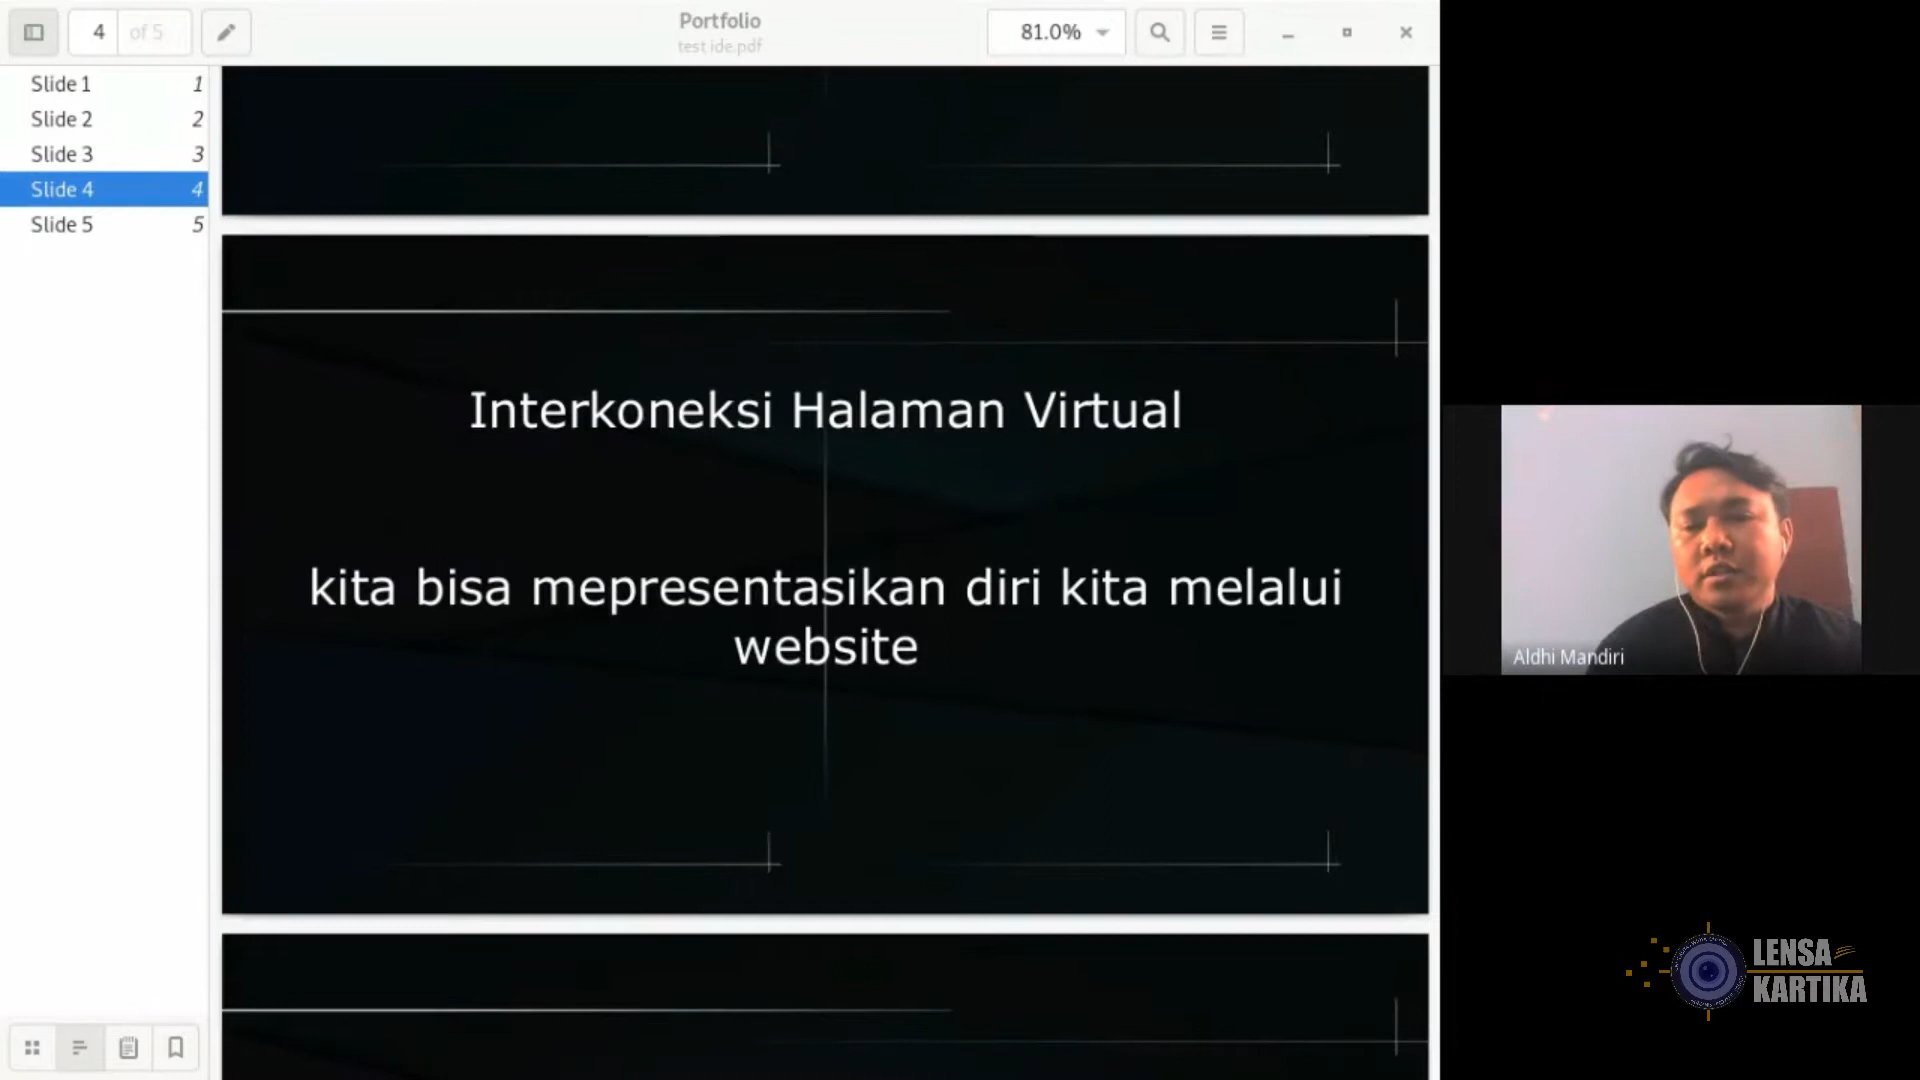 4 of 5
Portfolio
test ide.pdf
81.0%
Slide 1 1
Slide 2 2
Slide 3 3
Slide 4 4
Slide 5 5
Interkoneksi Halaman Virtual
kita bisa mepresentasikan diri kita melalui
website
Aldhi Mandiri
LENSA
KARTIKA